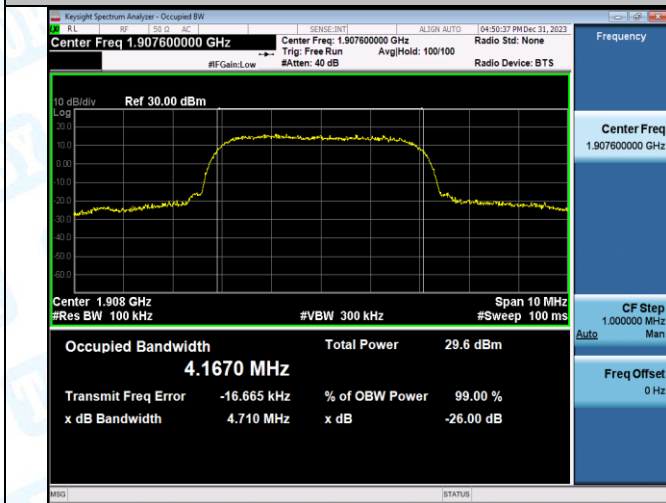 Keysight Spectrum Analyzer - Occupied BW
RL RF 50 Ω AC SENSE:INT ALIGN AUTO 04:50:37 PM Dec 31, 2023
Center Freq 1.907600000 GHz
Center Freq: 1.907600000 GHz Radio Std: None
Trig: Free Run Avg|Hold: 100/100
#IFGain:Low #Atten: 40 dB Radio Device: BTS
Frequency
10 dB/div Ref 30.00 dBm
Log
20.0
10.0
0.00
-10.0
-20.0
-30.0
-40.0
-50.0
-60.0
Center 1.908 GHz Span 10 MHz
#Res BW 100 kHz #VBW 300 kHz #Sweep 100 ms
Occupied Bandwidth Total Power 29.6 dBm
4.1670 MHz
Transmit Freq Error -16.665 kHz % of OBW Power 99.00 %
x dB Bandwidth 4.710 MHz x dB -26.00 dB
Center Freq
1.907600000 GHz
CF Step
1.000000 MHz
Auto Man
Freq Offset
0 Hz
MSG STATUS